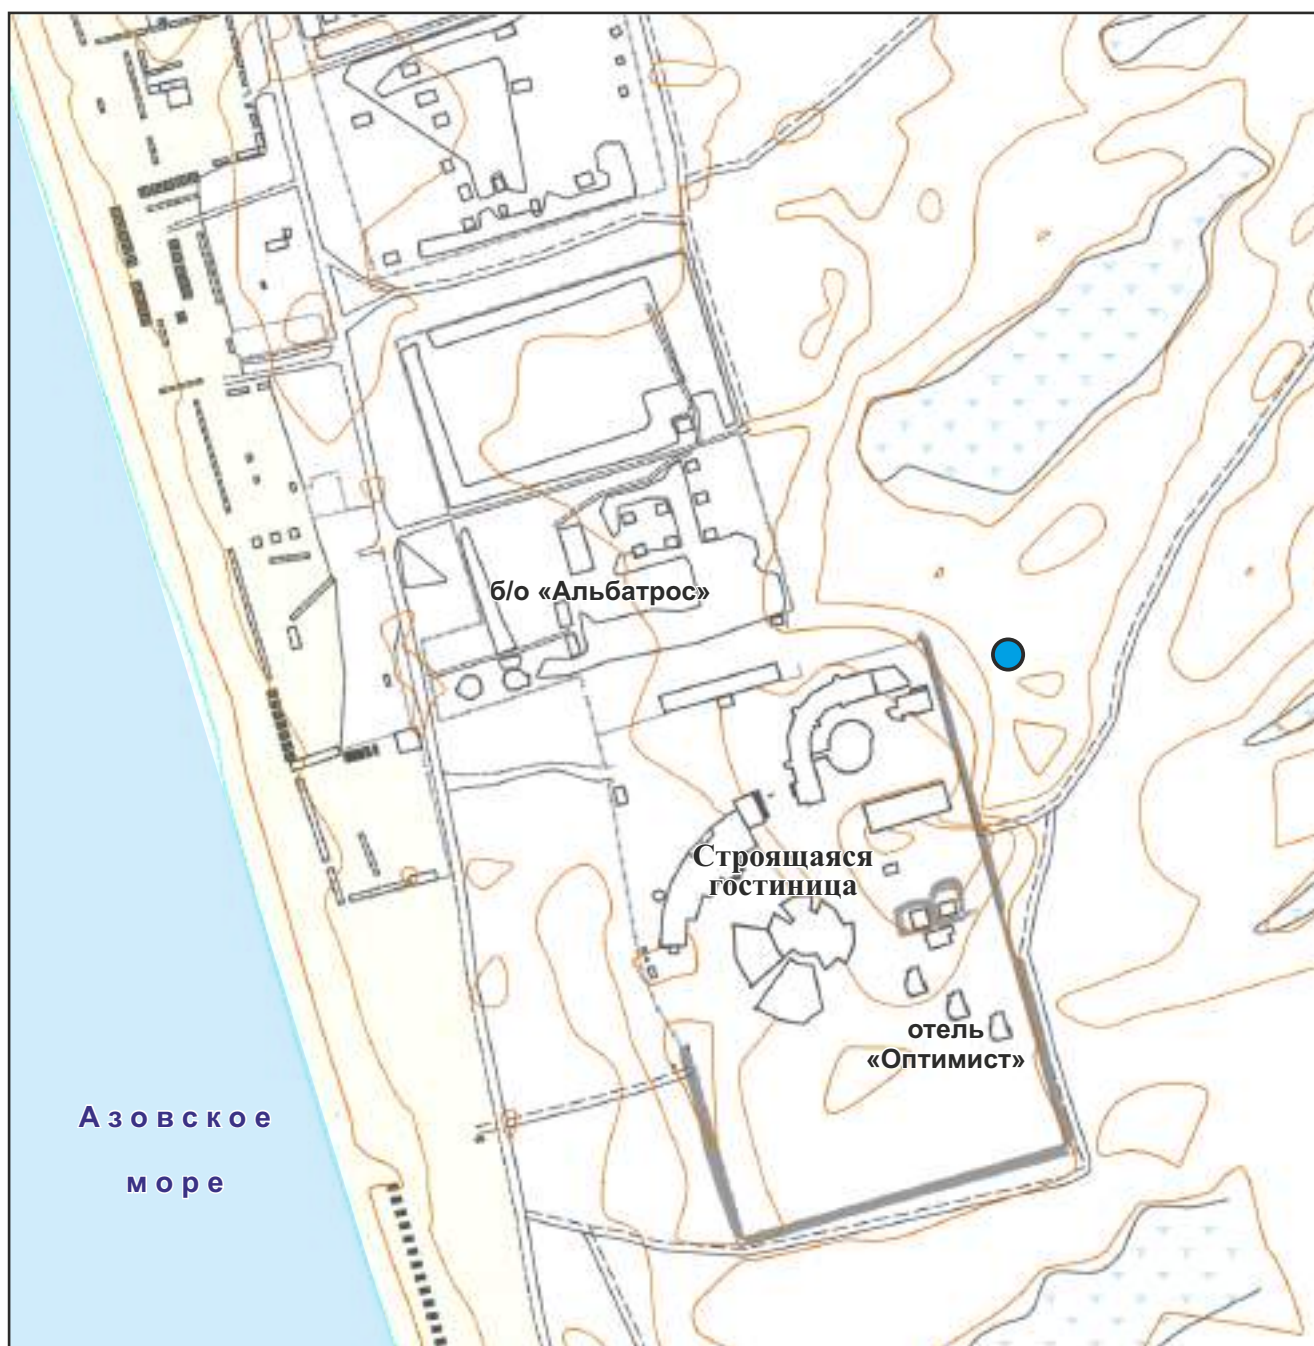 б/о «Альбатрос»
Строящаяся
гостиница
отель
«Оптимист»
Азовское
море